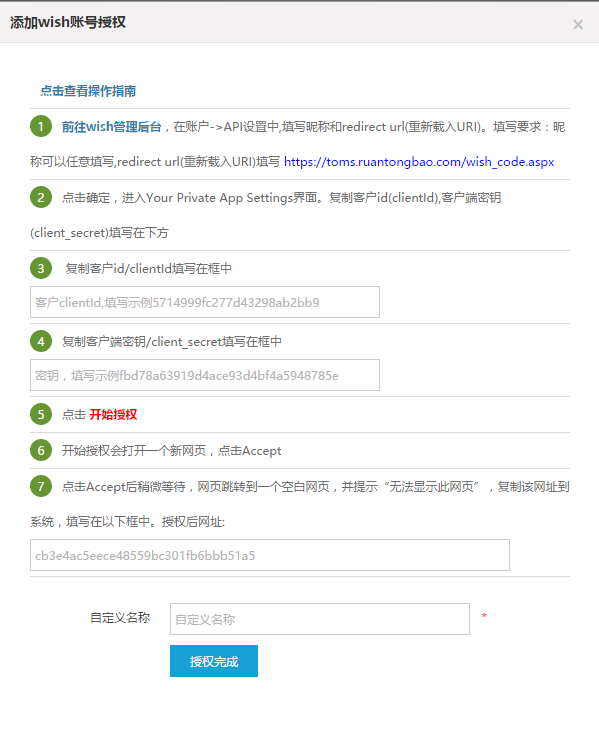 添加wish账号授权
×
点击查看操作指南
1 前往wish管理后台，在账户->API设置中,填写昵称和redirect url(重新载入URI)。填写要求：昵
称可以任意填写,redirect url(重新载入URI)填写 https://toms.ruantongbao.com/wish_code.aspx
2 点击确定，进入Your Private App Settings界面。复制客户id(clientId),客户端密钥
(client_secret)填写在下方
3 复制客户id/clientId填写在框中
客户clientId,填写示例5714999fc277d43298ab2bb9
4 复制客户端密钥/client_secret填写在框中
密钥，填写示例fbd78a63919d4ace93d4bf4a5948785e
5 点击 开始授权
6 开始授权会打开一个新网页，点击Accept
7 点击Accept后稍微等待，网页跳转到一个空白网页，并提示“无法显示此网页”，复制该网址到
系统，填写在以下框中。授权后网址:
cb3e4ac5eece48559bc301fb6bbb51a5
自定义名称 自定义名称 *
授权完成